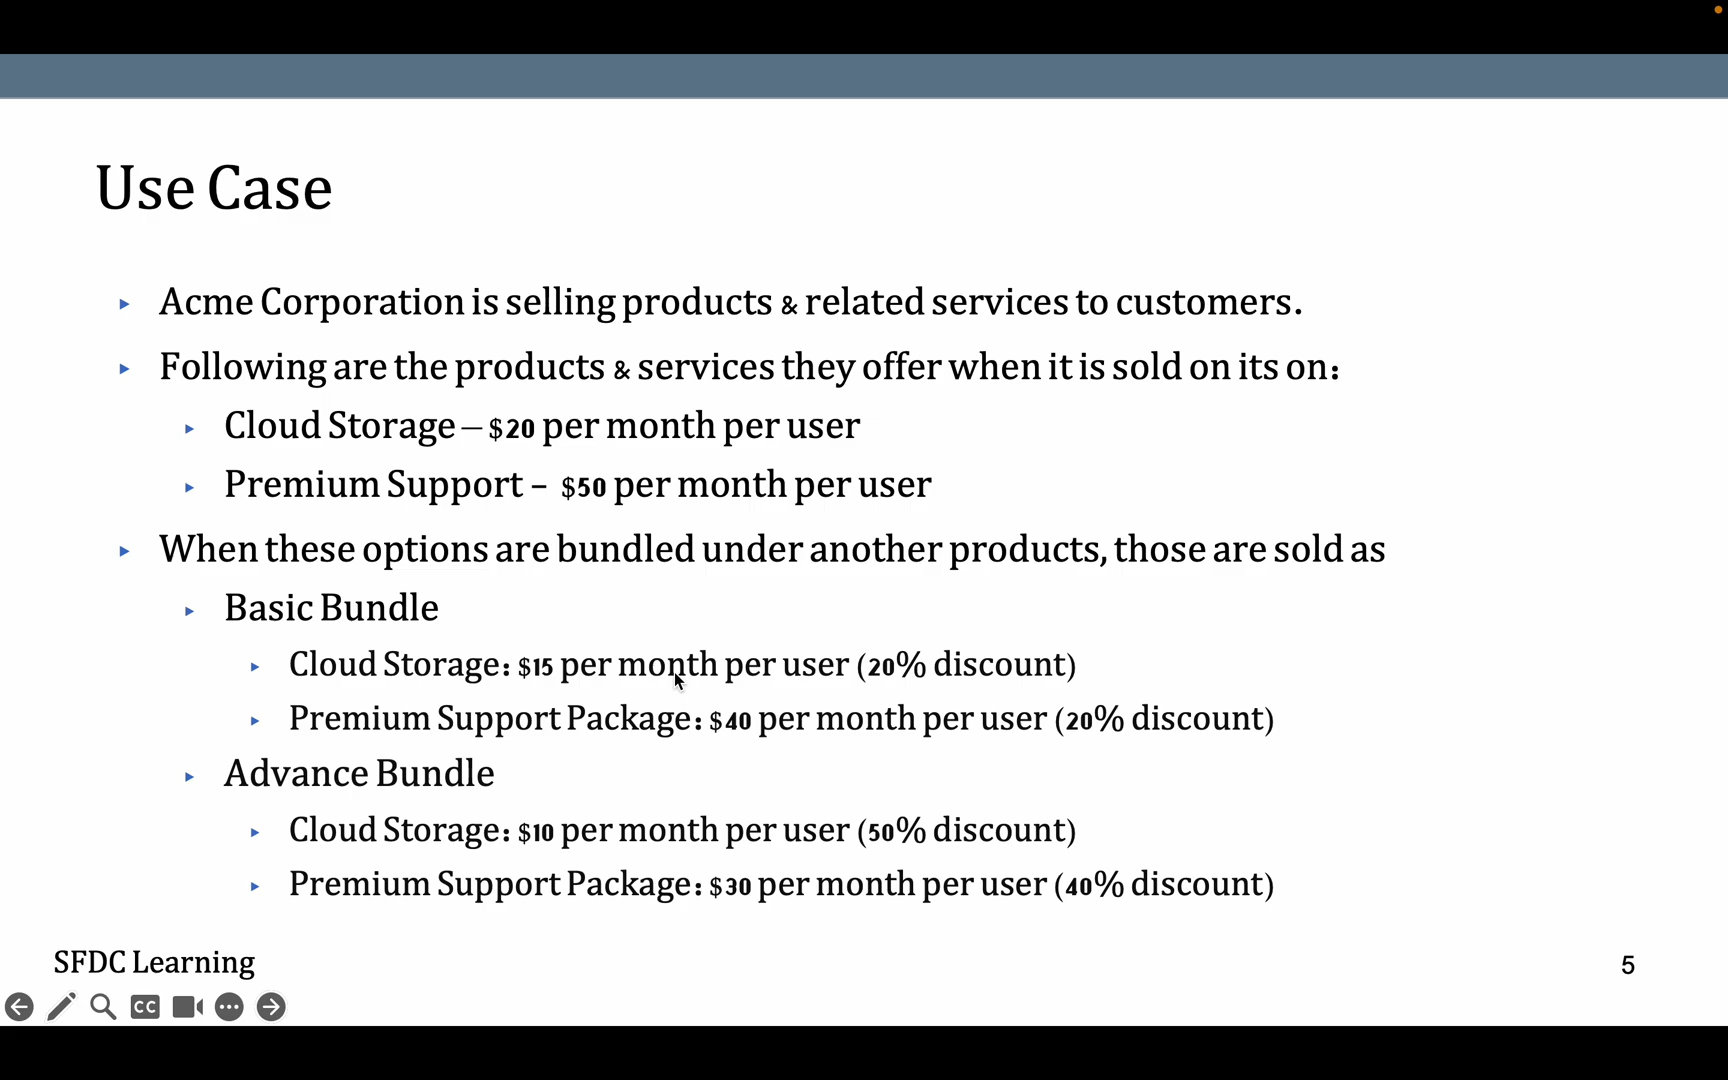 Use Case
Acme Corporation is selling products & related services to customers.
Following are the products & services they offer when it is sold on its on:
Cloud Storage – $20 per month per user
Premium Support – $50 per month per user
When these options are bundled under another products, those are sold as
Basic Bundle
Cloud Storage: $15 per month per user (20% discount)
Premium Support Package: $40 per month per user (20% discount)
Advance Bundle
Cloud Storage: $10 per month per user (50% discount)
Premium Support Package: $30 per month per user (40% discount)
SFDC Learning
5
CC